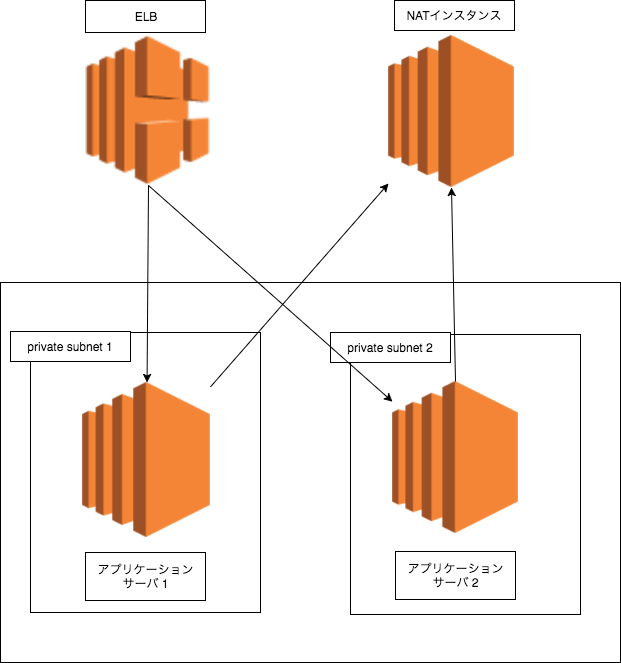 ELB
NATインスタンス
private subnet 1
private subnet 2
アプリケーション
サーバ 1
アプリケーション
サーバ 2